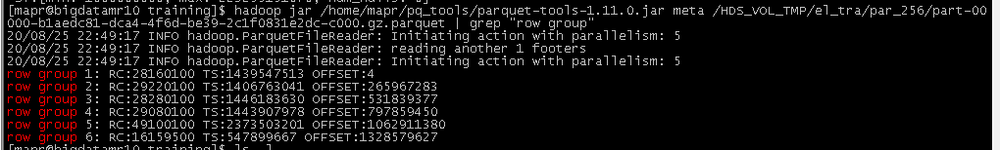 [mapr@bigdatamr10 training]$ hadoop jar /home/mapr/pq_tools/parquet-tools-1.11.0.jar meta /HDS_VOL_TMP/el_tra/par_256/part-00
000-b1aedc81-dca4-4f6d-be39-2c1f0831e2dc-c000.gz.parquet | grep "row group"
20/08/25 22:49:17 INFO hadoop.ParquetFileReader: Initiating action with parallelism: 5
20/08/25 22:49:17 INFO hadoop.ParquetFileReader: reading another 1 footers
20/08/25 22:49:17 INFO hadoop.ParquetFileReader: Initiating action with parallelism: 5
row group 1: RC:28160100 TS:1439547513 OFFSET:4
row group 2: RC:29220100 TS:1406763041 OFFSET:265967283
row group 3: RC:28280100 TS:1446183630 OFFSET:531839377
row group 4: RC:29080100 TS:1443907978 OFFSET:797859450
row group 5: RC:49100100 TS:2373503201 OFFSET:1062911380
row group 6: RC:16159500 TS:547899667 OFFSET:1328579627
[mapr@bigdatamr10 training]$ ls -l